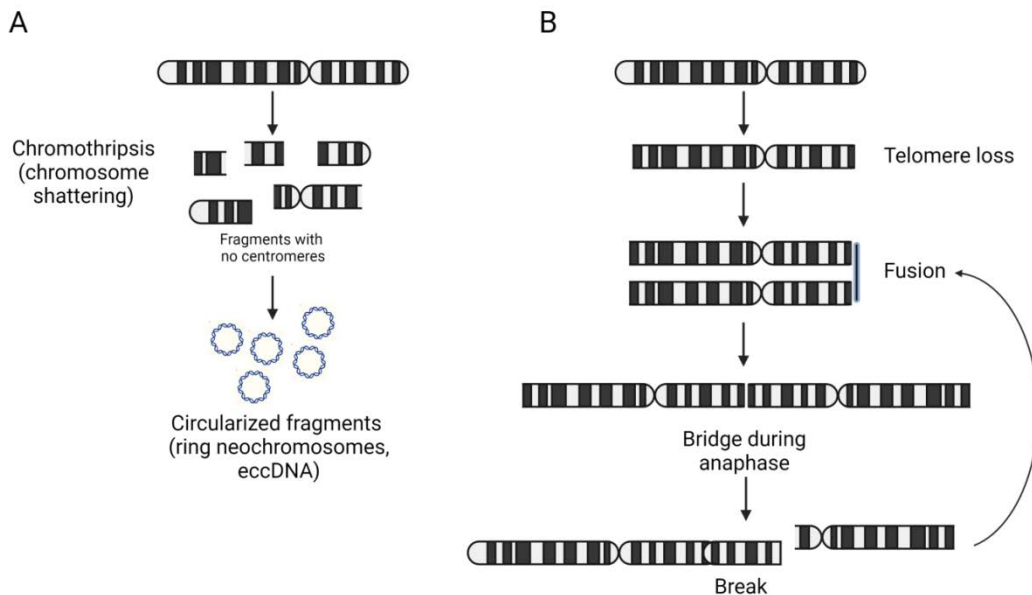 A
Chromothripsis
(chromosome
shattering)
Fragments with
no centromeres
Circularized fragments
(ring neochromosomes,
eccDNA)
B
Telomere loss
Fusion
Bridge during
anaphase
Break